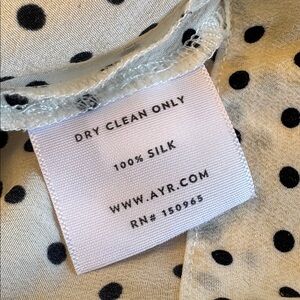 DRY CLEAN ONLY
100% SILK
WWW.AYR.COM
RN# 150965